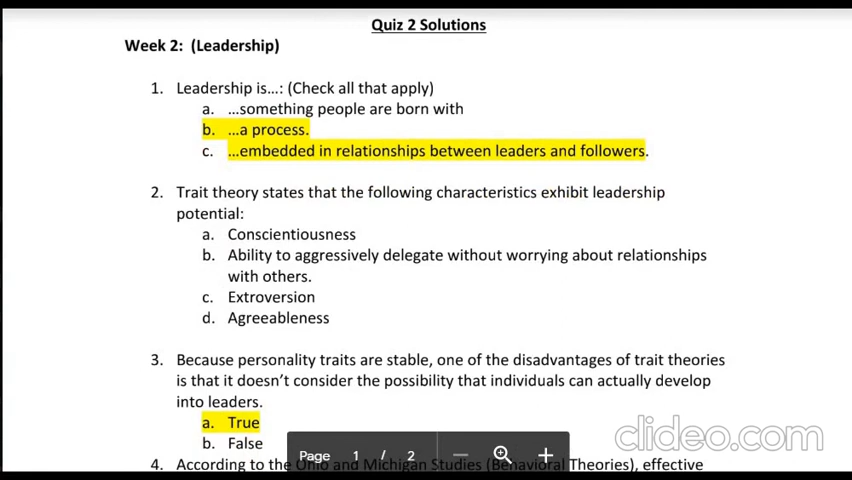 Quiz 2 Solutions
Week 2: (Leadership)
1. Leadership is...: (Check all that apply)
a. ...something people are born with
b. ...a process.
c. ...embedded in relationships between leaders and followers.
2. Trait theory states that the following characteristics exhibit leadership
potential:
a. Conscientiousness
b. Ability to aggressively delegate without worrying about relationships
with others.
c. Extroversion
d. Agreeableness
3. Because personality traits are stable, one of the disadvantages of trait theories
is that it doesn't consider the possibility that individuals can actually develop
into leaders.
a. True
b. False
4. According to the Ohio and Michigan Studies (Behavioral Theories), effective
Page 1 / 2
clideo.com